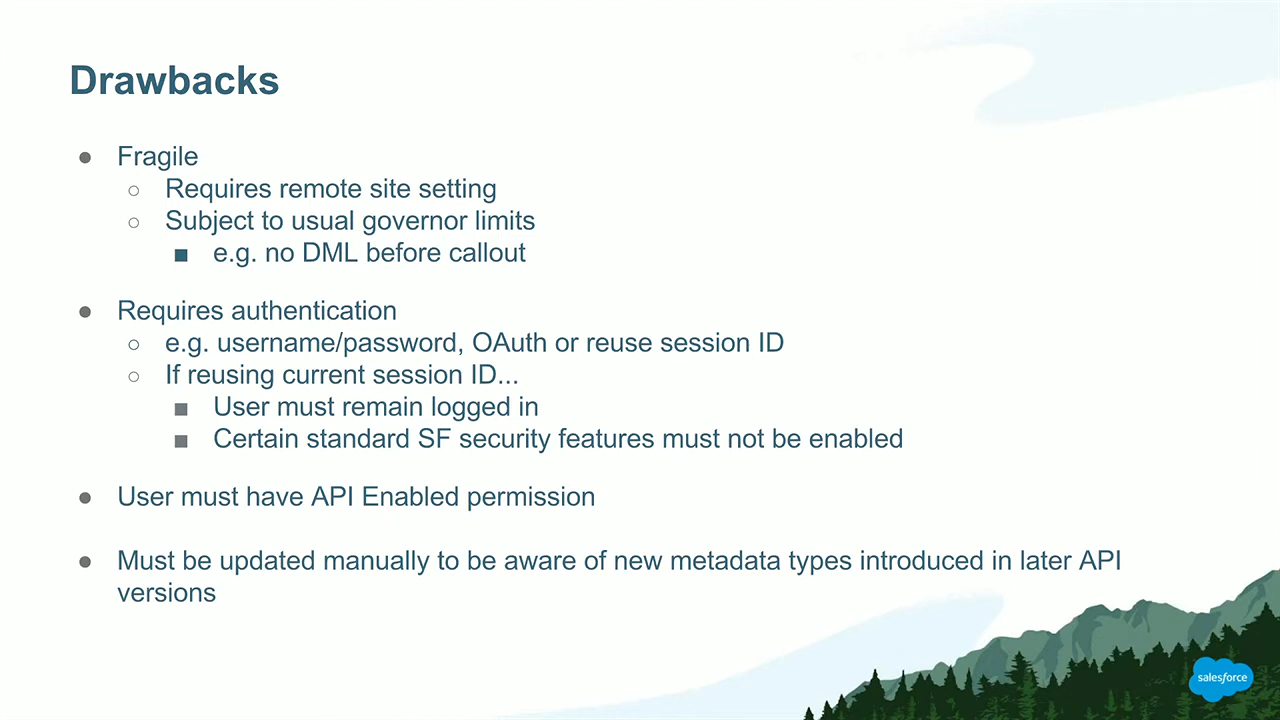 Drawbacks
● Fragile
○ Requires remote site setting
○ Subject to usual governor limits
■ e.g. no DML before callout
● Requires authentication
○ e.g. username/password, OAuth or reuse session ID
○ If reusing current session ID...
■ User must remain logged in
■ Certain standard SF security features must not be enabled
● User must have API Enabled permission
● Must be updated manually to be aware of new metadata types introduced in later API
versions
salesforce